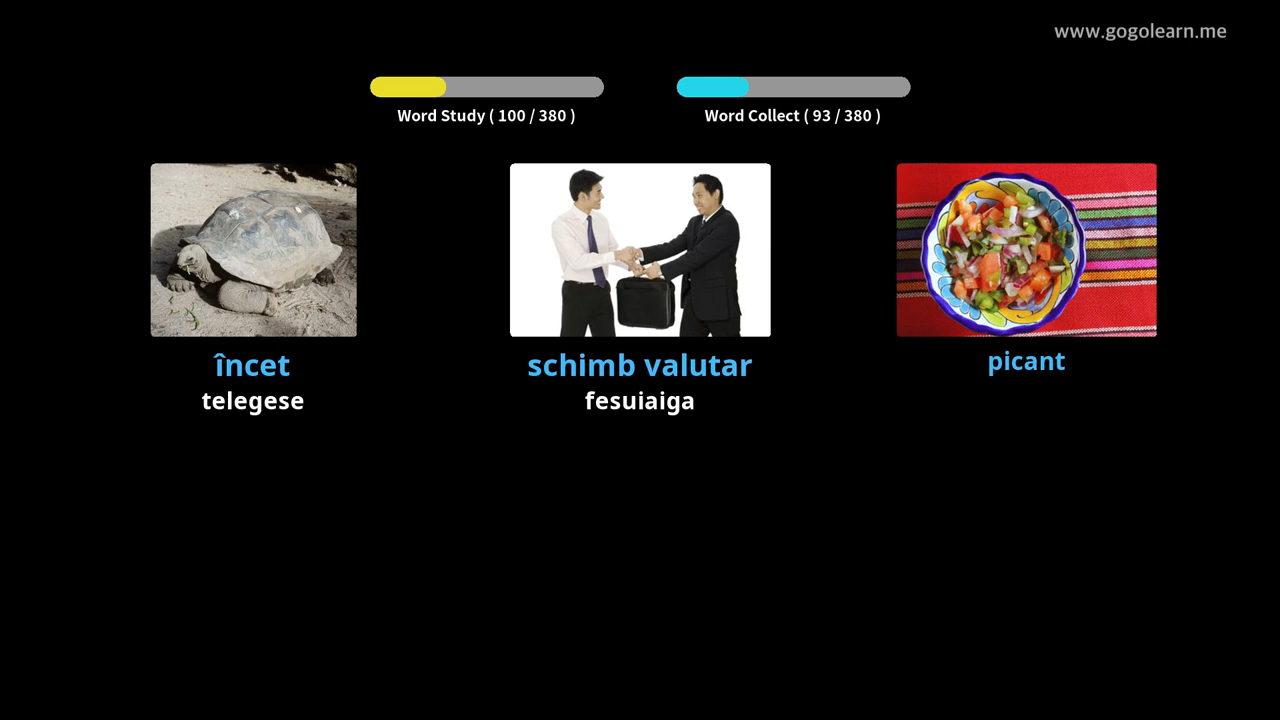 www.gogolearn.me
Word Study ( 100 / 380 )
Word Collect ( 93 / 380 )
încet
telegese
schimb valutar
fesuiaiga
picant